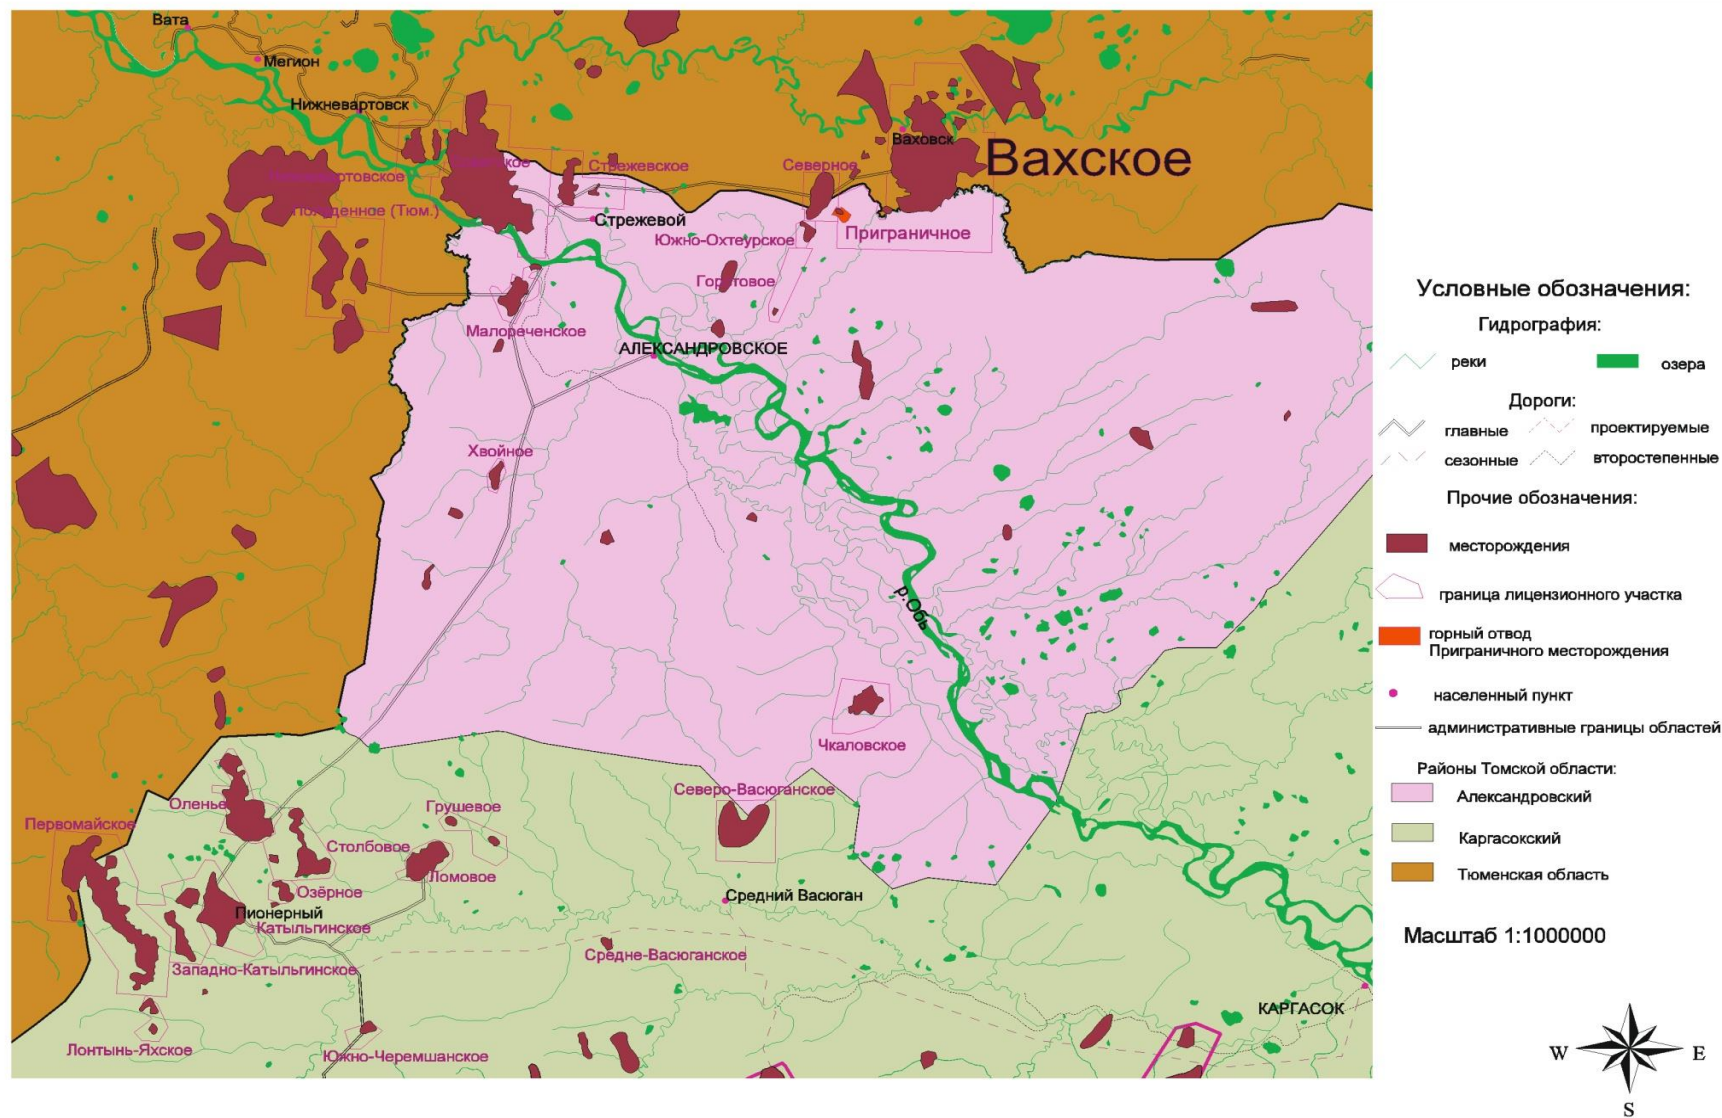 Вата
Мегион
Нижневартовск
Ваховск
Вахское
Стрежевское
Северное
Стрежевой
Южно-Охтеурское
Приграничное
Малореченское
АЛЕКСАНДРОВСКОЕ
Хвойное
р.Обь
Чкаловское
Северо-Васюганское
Оленье
Грушевое
Первомайское
Столбовое
Ломовое
Озёрное
Средний Васюган
Пионерный
Катыльгинское
Западно-Катыльгинское
Средне-Васюганское
КАРГАСОК
Лонтынь-Яхское
Южно-Черемшанское
Условные обозначения:
Гидрография:
реки
озера
Дороги:
главные
проектируемые
сезонные
второстепенные
Прочие обозначения:
месторождения
граница лицензионного участка
горный отвод
Приграничного месторождения
населенный пункт
административные границы областей
Районы Томской области:
Александровский
Каргасокский
Тюменская область
Масштаб 1:1000000
W
E
S